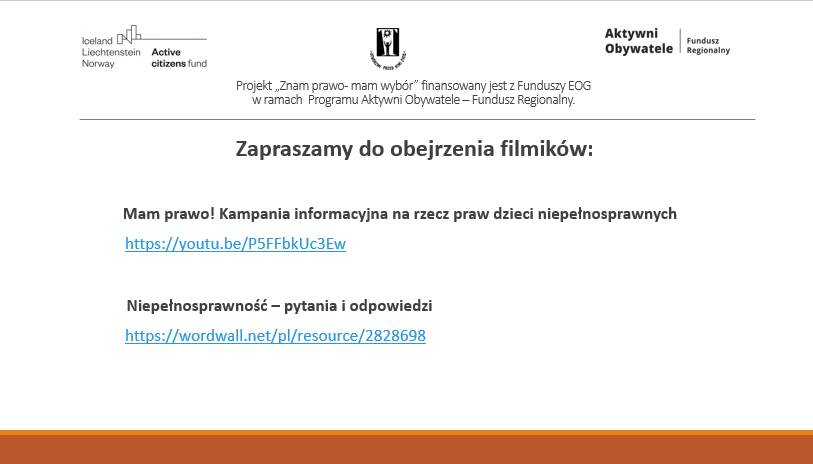 Iceland
Liechtenstein
Norway
Active
citizens fund
Aktywni
Obywatele
Fundusz
Regionalny
Projekt „Znam prawo- mam wybór” finansowany jest z Funduszy EOG
w ramach Programu Aktywni Obywatele – Fundusz Regionalny.
Zapraszamy do obejrzenia filmików:
Mam prawo! Kampania informacyjna na rzecz praw dzieci niepełnosprawnych
https://youtu.be/P5FFbkUc3Ew
Niepełnosprawność – pytania i odpowiedzi
https://wordwall.net/pl/resource/2828698